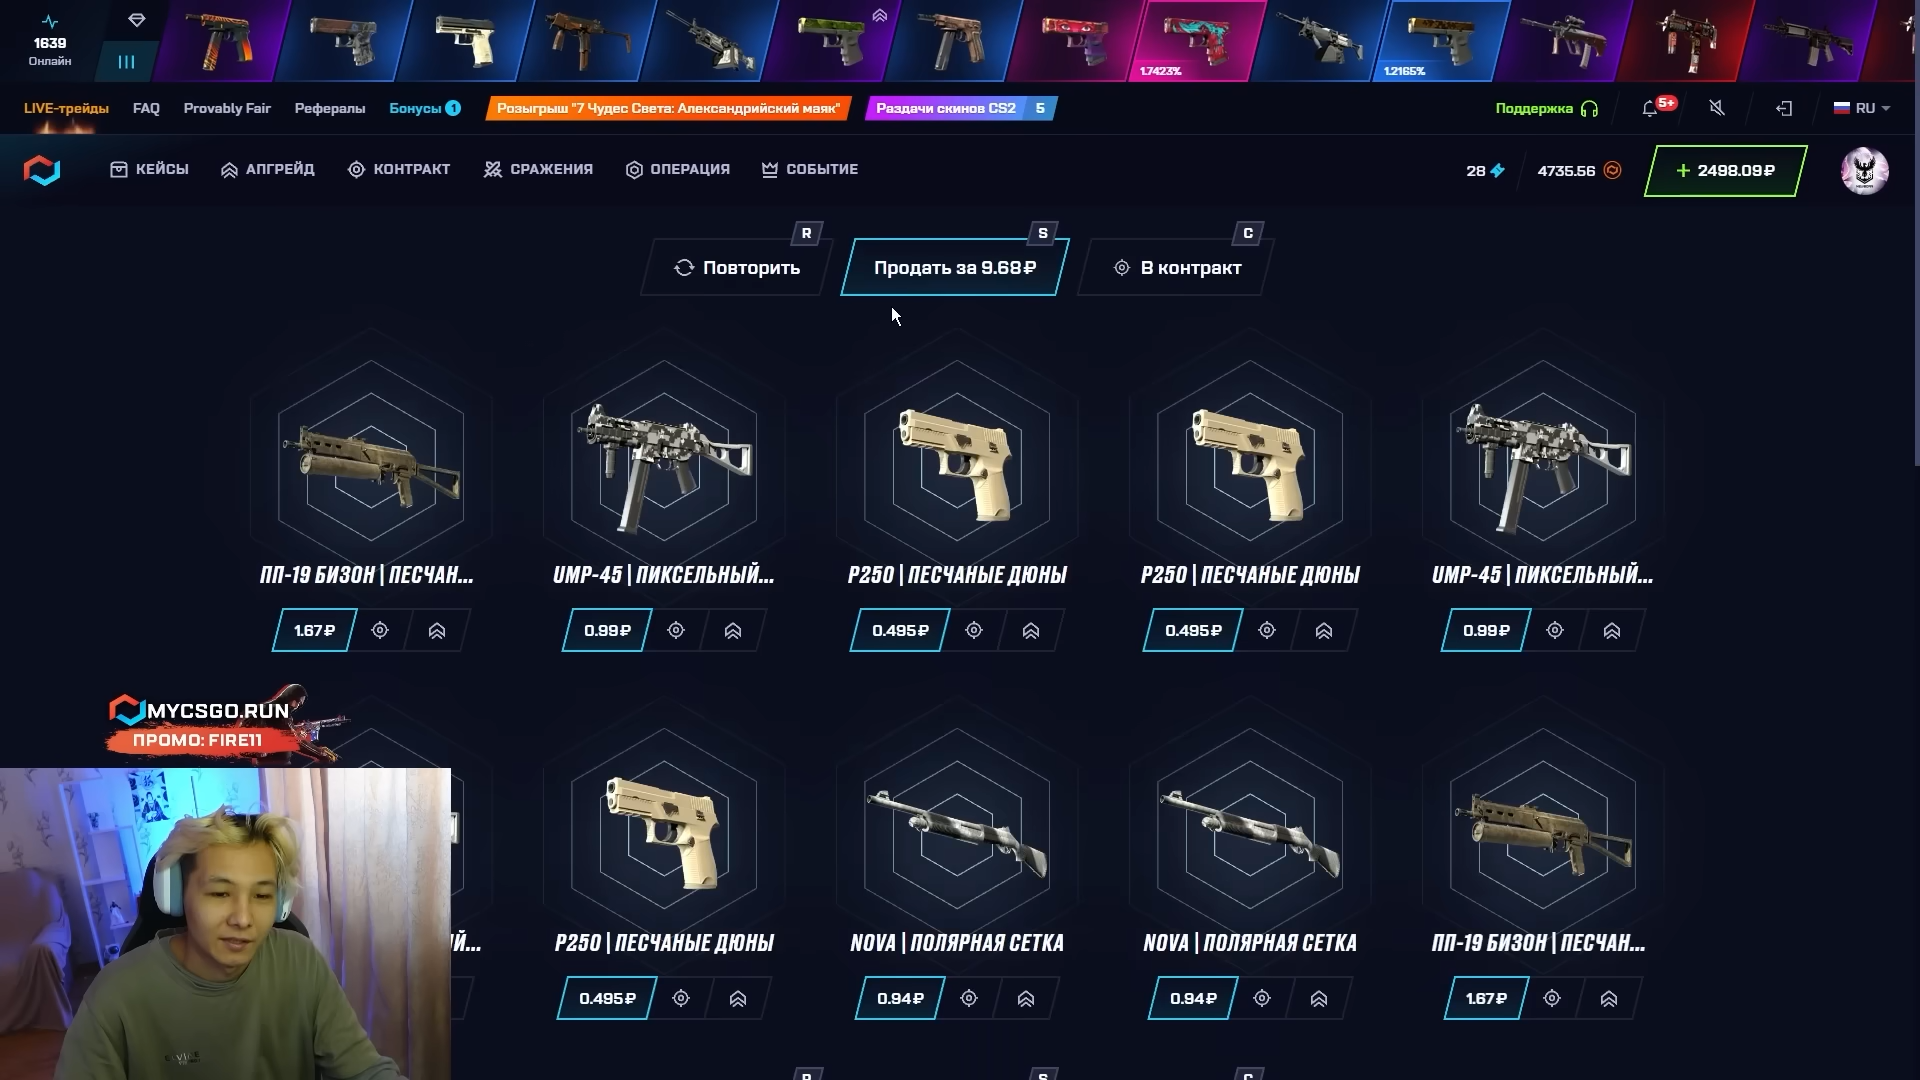 1639
Онлайн
1.7423%
1.2165%
LIVE-трейды
FAQ
Provably Fair
Рефералы
Бонусы 1
Розыгрыш "7 Чудес Света: Александрийский маяк"
Раздачи скинов CS2 5
Поддержка
5+
RU
КЕЙСЫ
АПГРЕЙД
КОНТРАКТ
СРАЖЕНИЯ
ОПЕРАЦИЯ
СОБЫТИЕ
28
4735.56
+ 2498.09₽
R
S
C
Повторить
Продать за 9.68₽
В контракт
ПП-19 БИЗОН | ПЕСЧАН...
UMP-45 | ПИКСЕЛЬНЫЙ...
P250 | ПЕСЧАНЫЕ ДЮНЫ
P250 | ПЕСЧАНЫЕ ДЮНЫ
UMP-45 | ПИКСЕЛЬНЫЙ...
1.67₽
0.99₽
0.495₽
0.495₽
0.99₽
MYCSGO.RUN
ПРОМО: FIRE11
Й...
P250 | ПЕСЧАНЫЕ ДЮНЫ
NOVA | ПОЛЯРНАЯ СЕТКА
NOVA | ПОЛЯРНАЯ СЕТКА
ПП-19 БИЗОН | ПЕСЧАН...
0.495₽
0.94₽
0.94₽
1.67₽
R
S
C